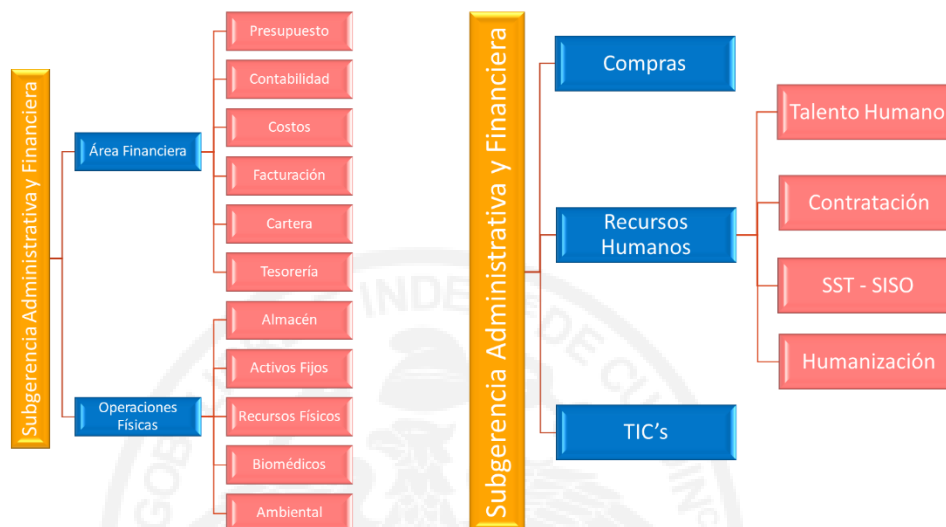 Subgerencia Administrativa y Financiera
Área Financiera
Presupuesto
Contabilidad
Costos
Facturación
Cartera
Tesorería
Operaciones
Físicas
Almacén
Activos Fijos
Recursos Físicos
Biomédicos
Ambiental
Subgerencia Administrativa y Financiera
Compras
Recursos
Humanos
Talento Humano
Contratación
SST - SISO
Humanización
TIC's